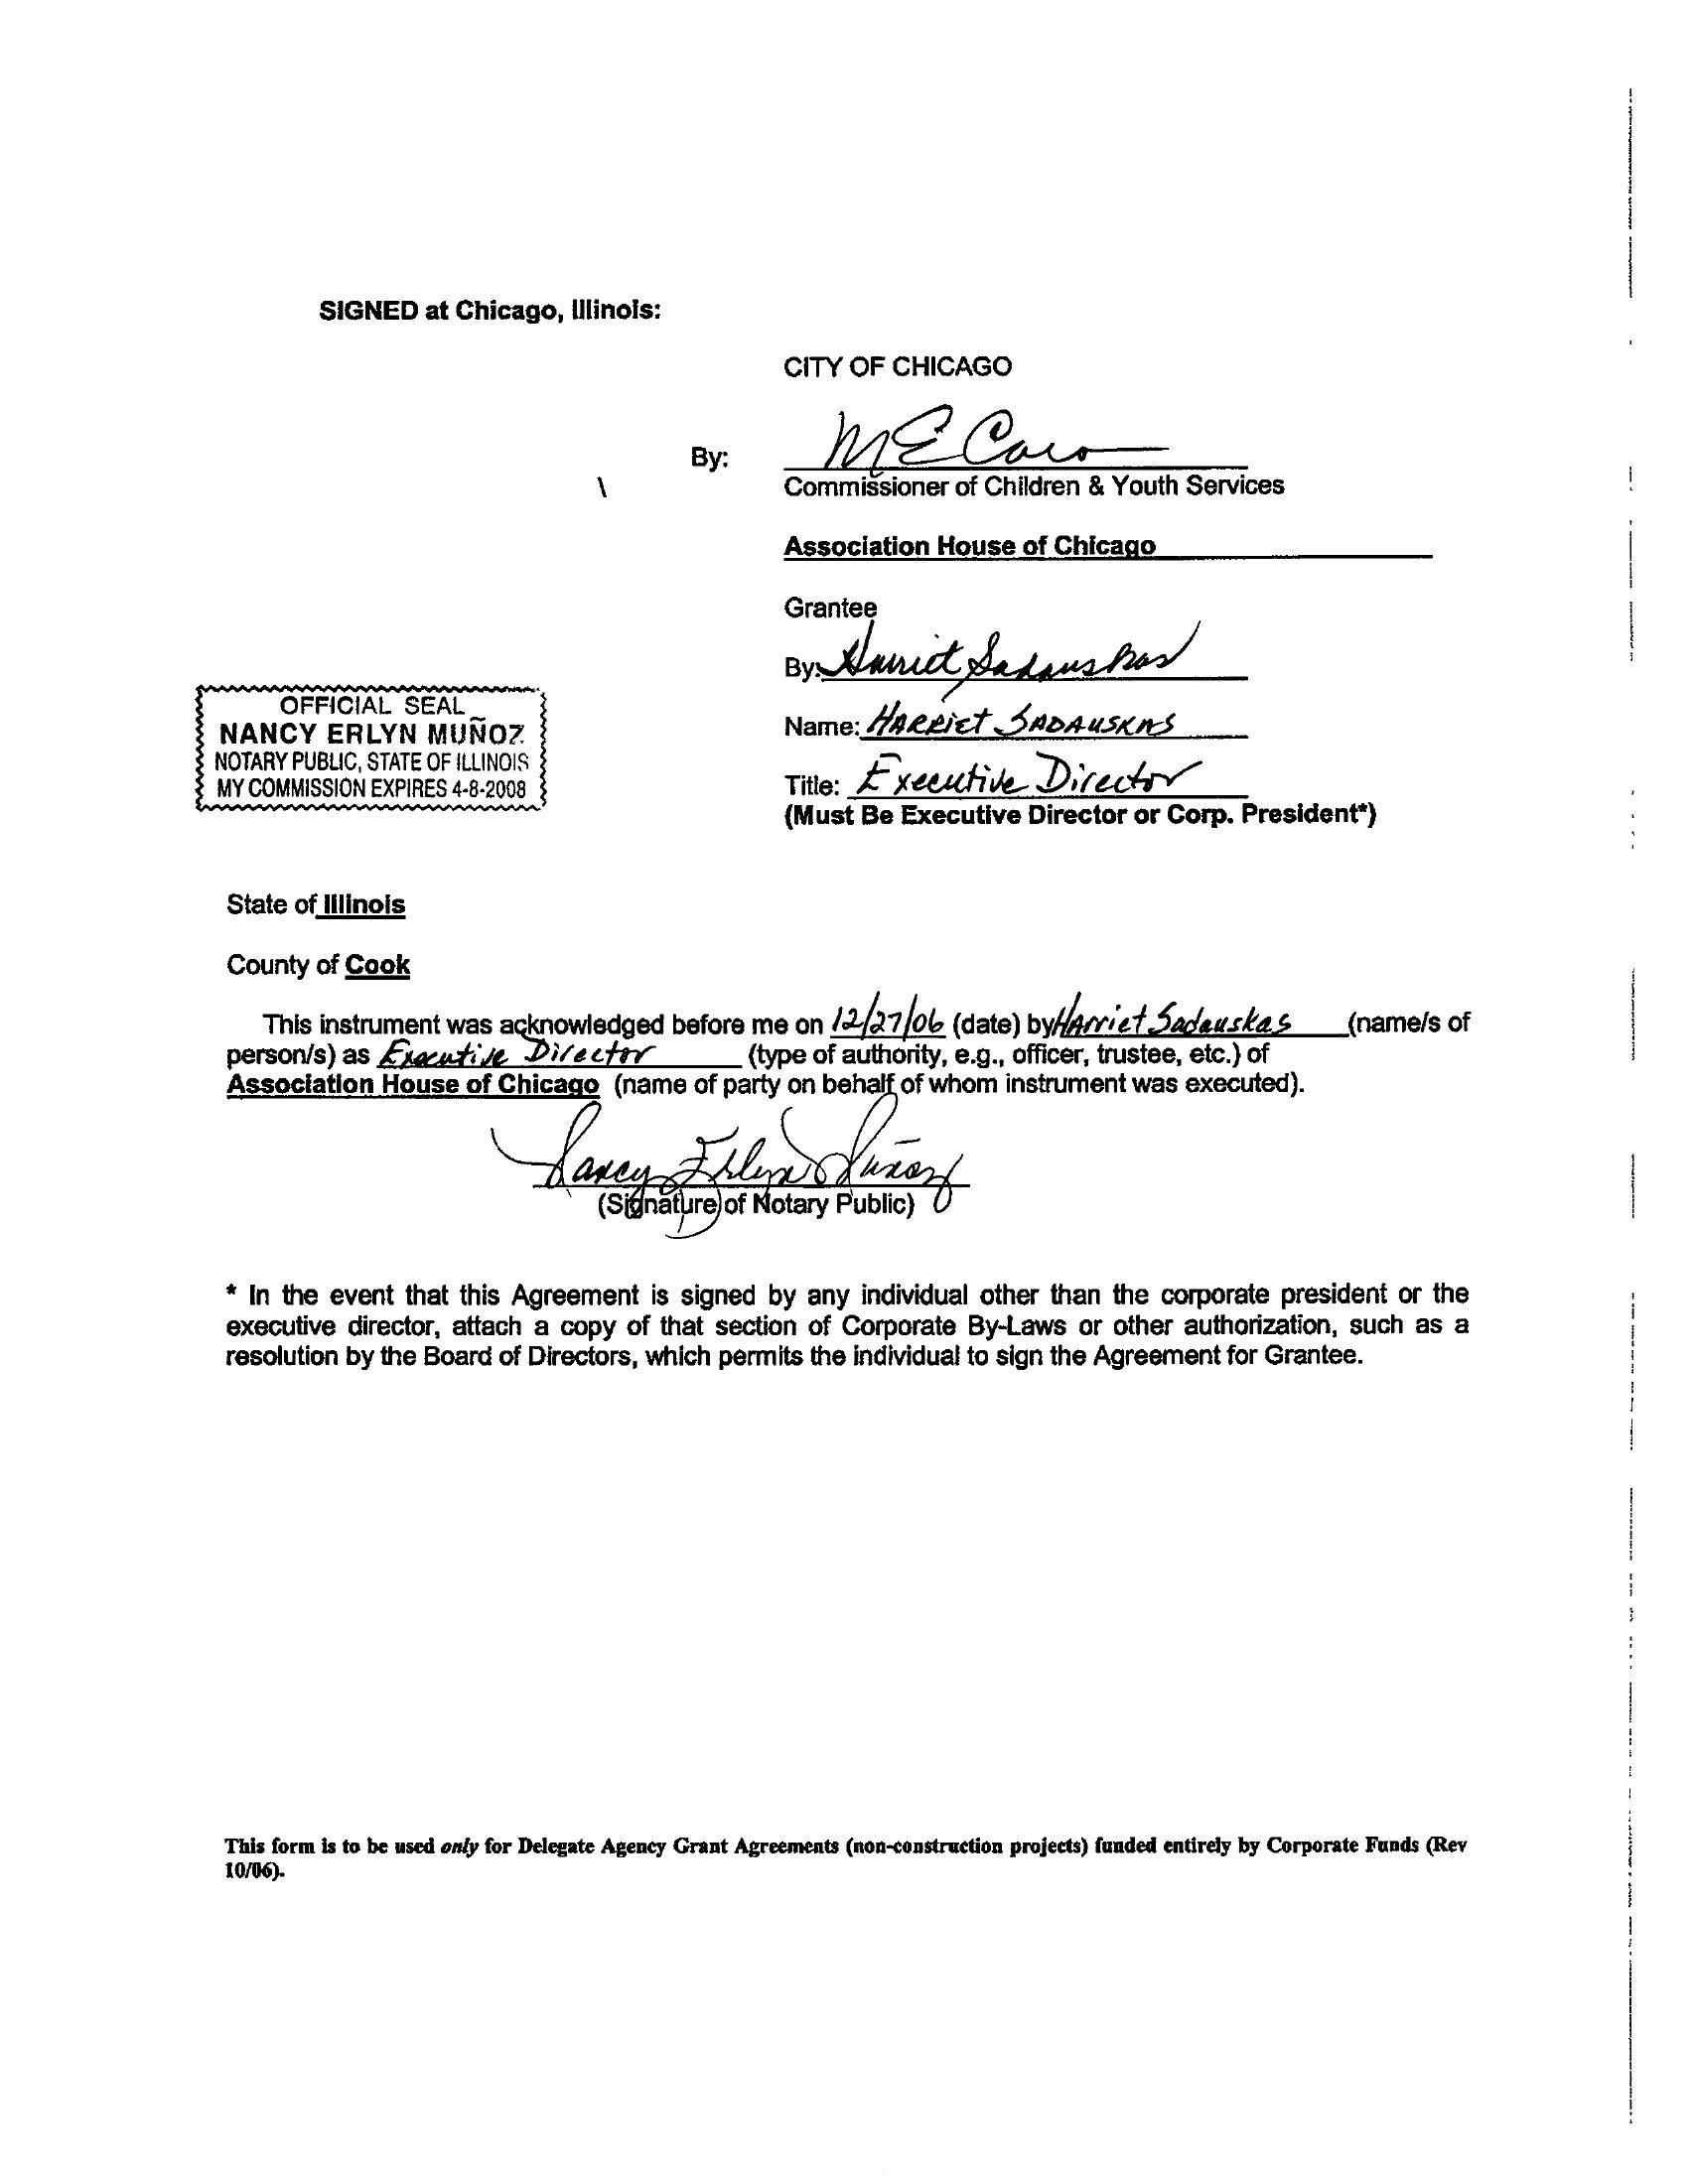 SIGNED at Chicago, Illinois:
CITY OF CHICAGO
By: M E Caro
Commissioner of Children & Youth Services
Association House of Chicago
Grantee
By: Harriet Sadauskas
OFFICIAL SEAL
NANCY ERLYN MUÑOZ
NOTARY PUBLIC, STATE OF ILLINOIS
MY COMMISSION EXPIRES 4-8-2008
Name: HARRIET SADAUSKAS
Title: Executive Director
(Must Be Executive Director or Corp. President*)
State of Illinois
County of Cook
This instrument was acknowledged before me on 12/27/06 (date) by Harriet Sadauskas (name/s of
person/s) as Executive Director (type of authority, e.g., officer, trustee, etc.) of
Association House of Chicago (name of party on behalf of whom instrument was executed).
Nancy Erlyn Muñoz
(Signature of Notary Public)
* In the event that this Agreement is signed by any individual other than the corporate president or the
executive director, attach a copy of that section of Corporate By-Laws or other authorization, such as a
resolution by the Board of Directors, which permits the individual to sign the Agreement for Grantee.
This form is to be used only for Delegate Agency Grant Agreements (non-construction projects) funded entirely by Corporate Funds (Rev
10/06).